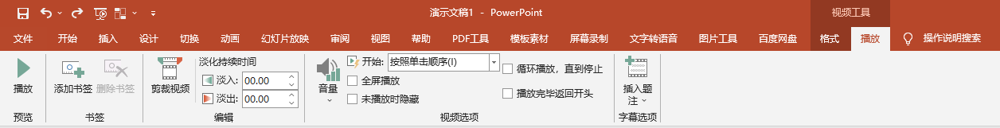 演示文稿1 - PowerPoint
视频工具
文件 开始 插入 设计 切换 动画 幻灯片放映 审阅 视图 帮助 PDF工具 模板素材 屏幕录制 文字转语音 图片工具 百度网盘 格式 播放 操作说明搜索
播放
预览
添加书签 删除书签
书签
剪裁视频
淡化持续时间
淡入: 00.00
淡出: 00.00
编辑
音量
开始: 按照单击顺序(I)
全屏播放
未播放时隐藏
循环播放，直到停止
播放完毕返回开头
视频选项
插入题
注
字幕选项